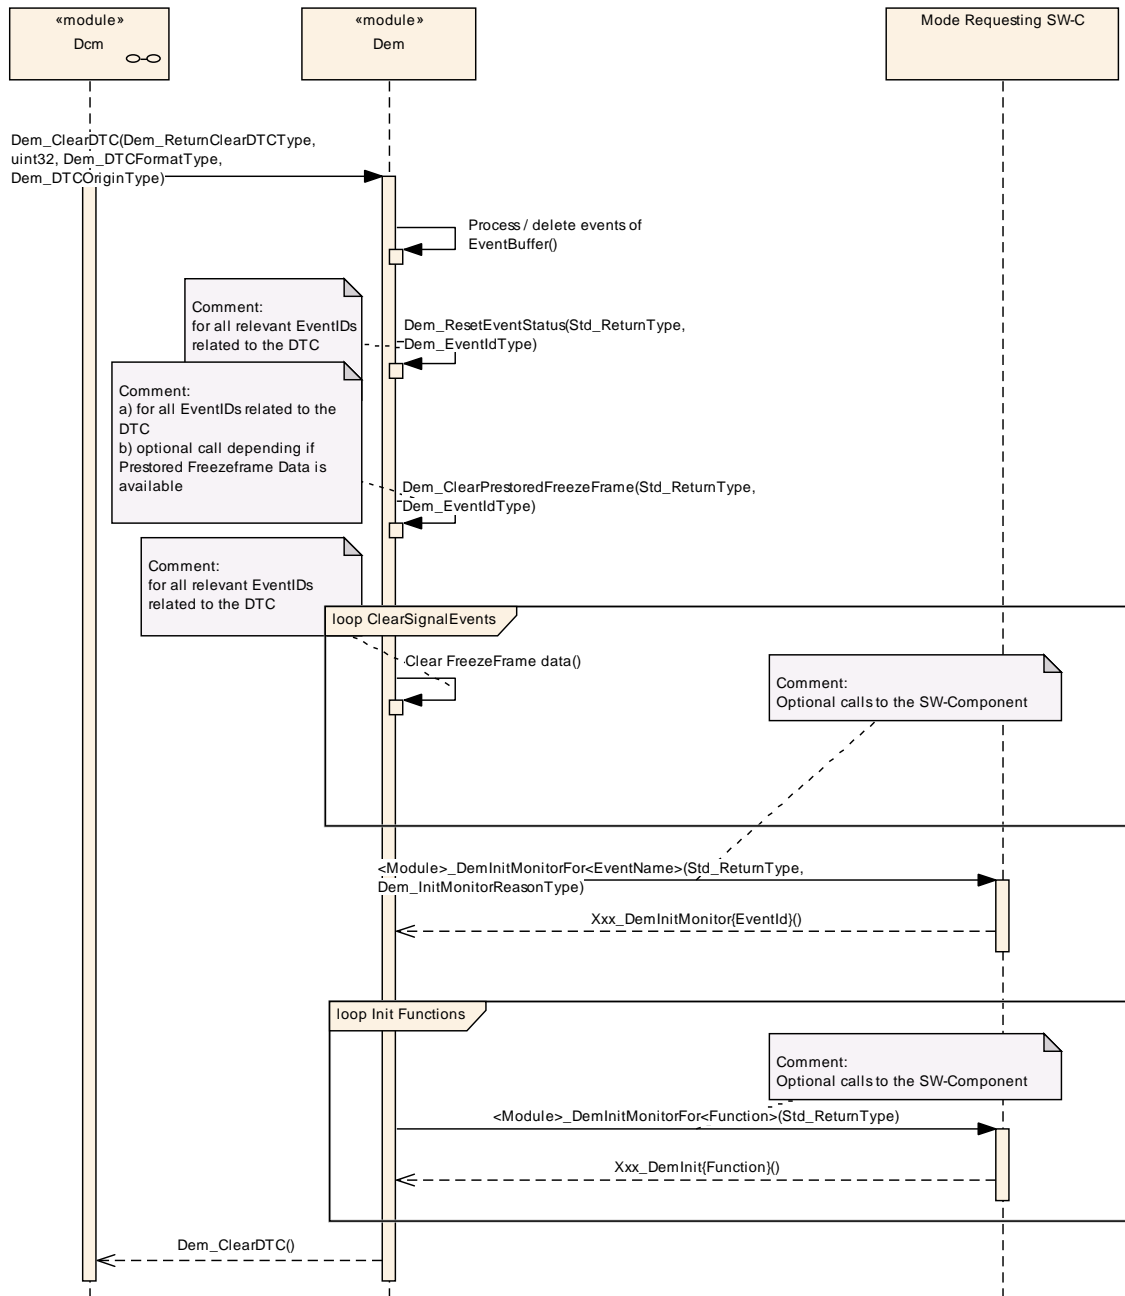 «module»
Dcm
«module»
Dem
Mode Requesting SW-C
Dem_ClearDTC(Dem_ReturnClearDTCType,
uint32, Dem_DTCFormatType,
Dem_DTCOriginType)
Process / delete events of
EventBuffer()
Comment:
for all relevant EventIDs
related to the DTC
Dem_ResetEventStatus(Std_ReturnType,
Dem_EventIdType)
Comment:
a) for all EventIDs related to the
DTC
b) optional call depending if
Prestored Freezeframe Data is
available
Dem_ClearPrestoredFreezeFrame(Std_ReturnType,
Dem_EventIdType)
Comment:
for all relevant EventIDs
related to the DTC
loop ClearSignalEvents
Clear FreezeFrame data()
Comment:
Optional calls to the SW-Component
<Module>_DemInitMonitorFor<EventName>(Std_ReturnType,
Dem_InitMonitorReasonType)
Xxx_DemInitMonitor{EventId}()
loop Init Functions
Comment:
Optional calls to the SW-Component
<Module>_DemInitMonitorFor<Function>(Std_ReturnType)
Xxx_DemInit{Function}()
Dem_ClearDTC()